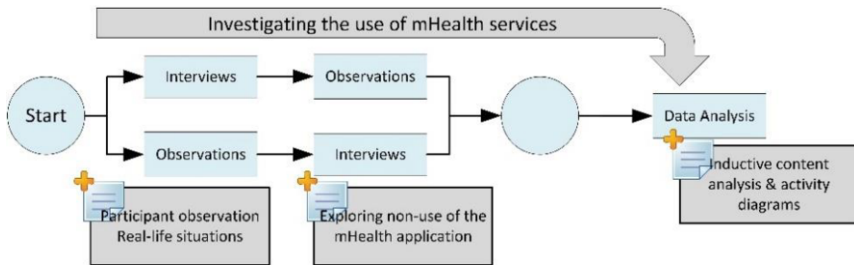 Investigating the use of mHealth services
Start
Interviews
Observations
Observations
Interviews
Data Analysis
Participant observation
Real-life situations
Exploring non-use of the
mHealth application
Inductive content
analysis & activity
diagrams